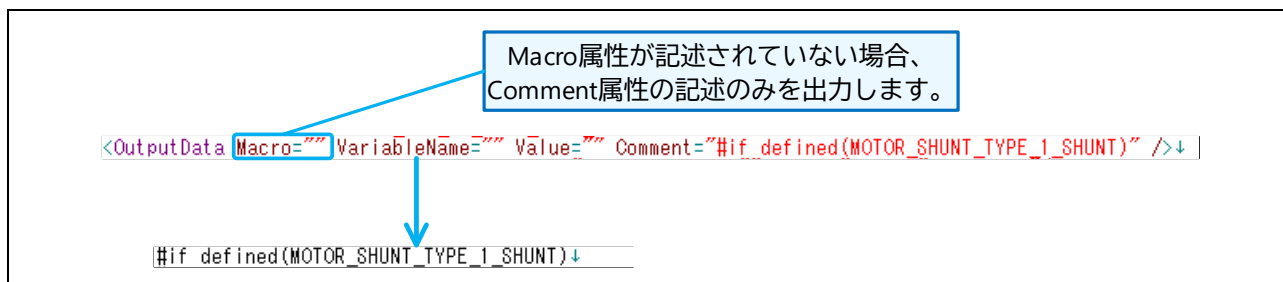 Macro属性が記述されていない場合、
Comment属性の記述のみを出力します。
<OutputData Macro="" VariableName="" Value="" Comment="#if defined(MOTOR_SHUNT_TYPE_1_SHUNT)" />↓
#if defined(MOTOR_SHUNT_TYPE_1_SHUNT)↓